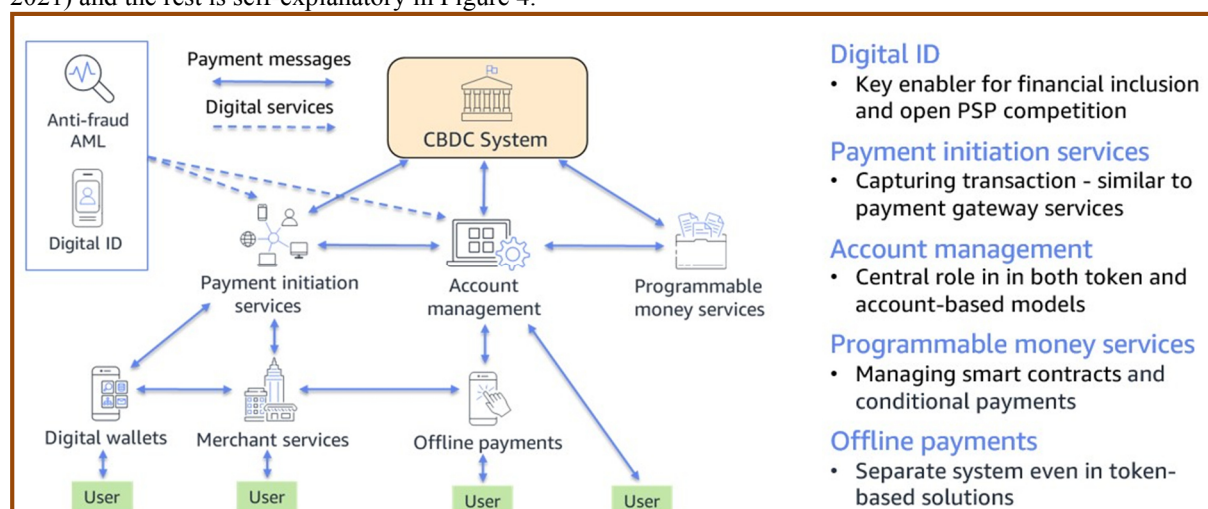 2021) and the rest is self explanatory in Figure 4.
Payment messages
Digital services
Anti-fraud
AML
Digital ID
CBDC System
Payment initiation
services
Account
management
Programmable
money services
Digital wallets
Merchant services
Offline payments
User
User
User
User
Digital ID
• Key enabler for financial inclusion
and open PSP competition
Payment initiation services
• Capturing transaction - similar to
payment gateway services
Account management
• Central role in in both token and
account-based models
Programmable money services
• Managing smart contracts and
conditional payments
Offline payments
• Separate system even in token-
based solutions